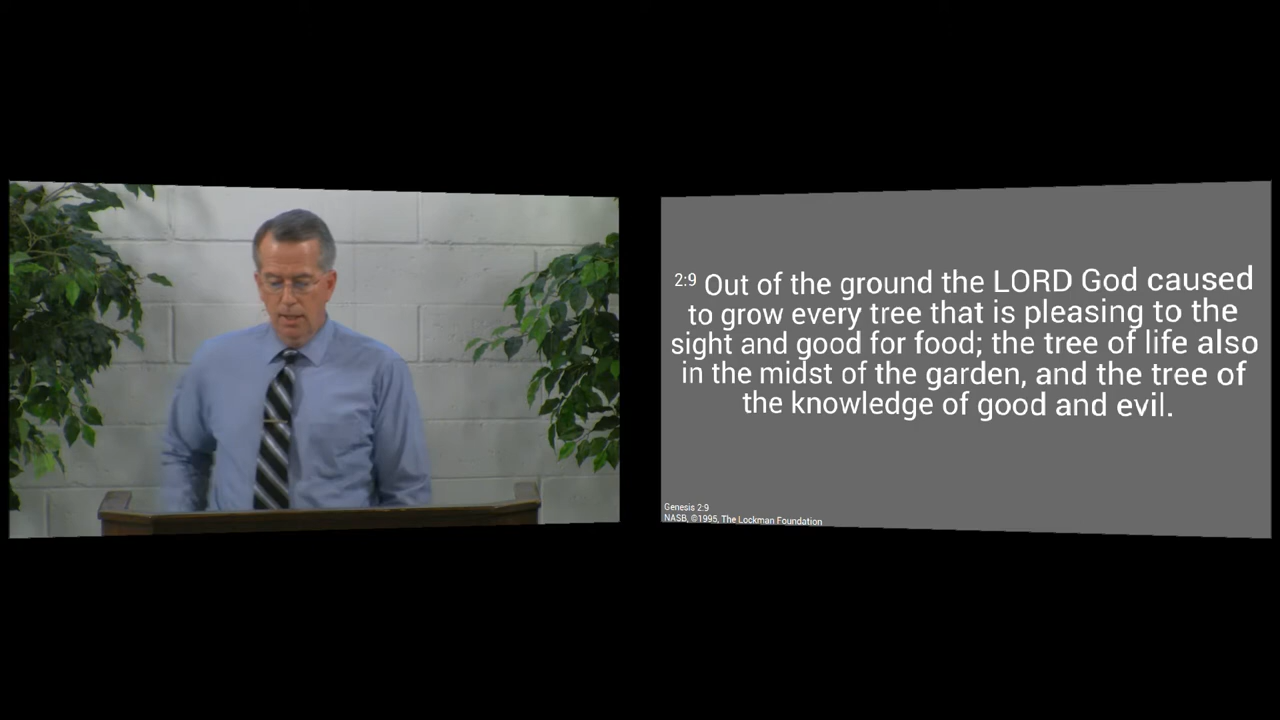 2:9 Out of the ground the LORD God caused
to grow every tree that is pleasing to the
sight and good for food; the tree of life also
in the midst of the garden, and the tree of
the knowledge of good and evil.
Genesis 2:9
NASB, ©1995, The Lockman Foundation